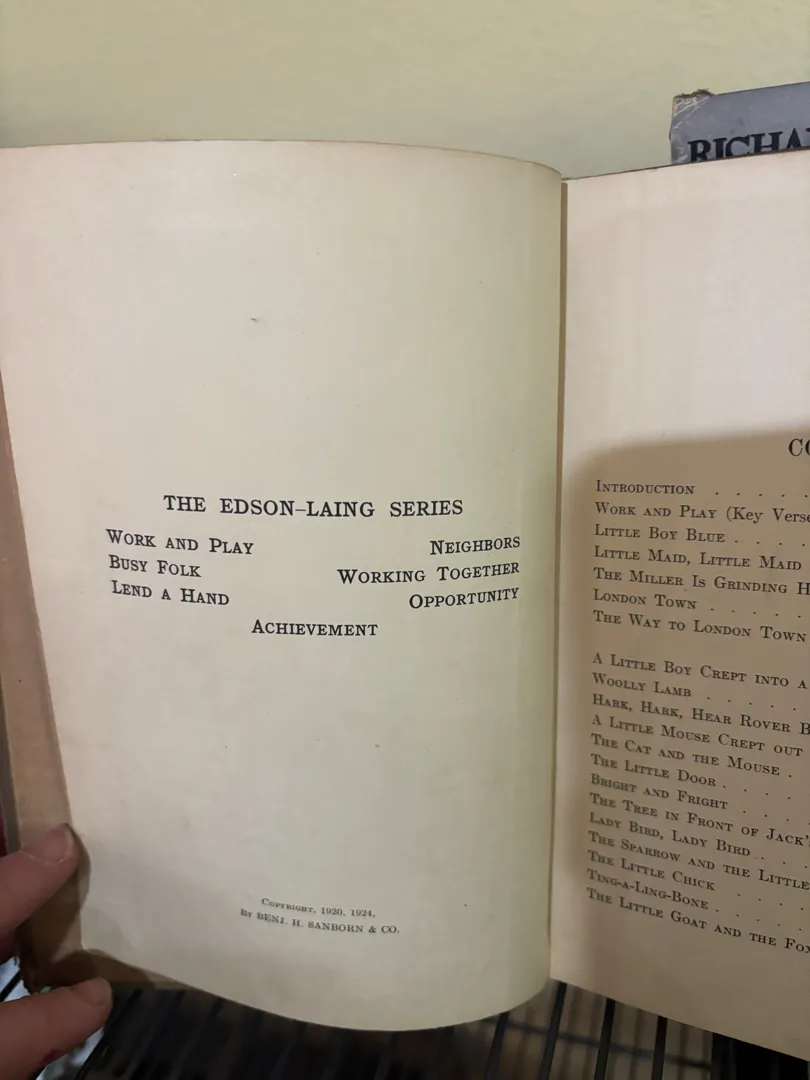 RICHA
THE EDSON–LAING SERIES
WORK AND PLAY NEIGHBORS
BUSY FOLK WORKING TOGETHER
LEND A HAND OPPORTUNITY
ACHIEVEMENT
COPYRIGHT, 1920, 1924,
BY BENJ. H. SANBORN & CO.
CO
INTRODUCTION . . . .
WORK AND PLAY (Key Verse
LITTLE BOY BLUE . . . .
LITTLE MAID, LITTLE MAID
THE MILLER IS GRINDING H
LONDON TOWN . . . .
THE WAY TO LONDON TOWN
A LITTLE BOY CREPT INTO A
WOOLLY LAMB . . . .
HARK, HARK, HEAR ROVER B
A LITTLE MOUSE CREPT OUT
THE CAT AND THE MOUSE .
THE LITTLE DOOR . . . .
BRIGHT AND FRIGHT . . .
THE TREE IN FRONT OF JACK'S
LADY BIRD, LADY BIRD . . .
THE SPARROW AND THE LITTLE
THE LITTLE CHICK . . . .
TING-A-LING-BONE . . . .
THE LITTLE GOAT AND THE FOX